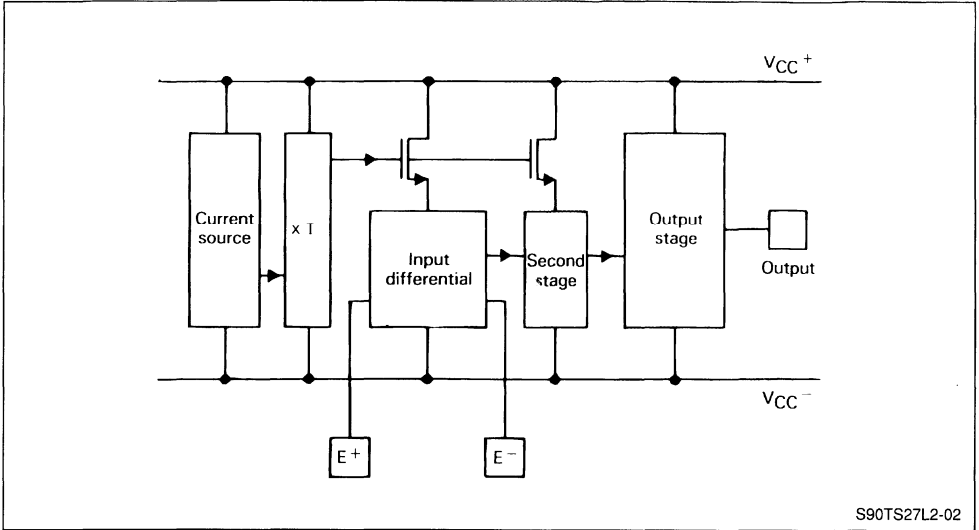 VCC+
Current
source
x I
Input
differential
Second
stage
Output
stage
Output
VCC−
E+
E−
S90TS27L2-02